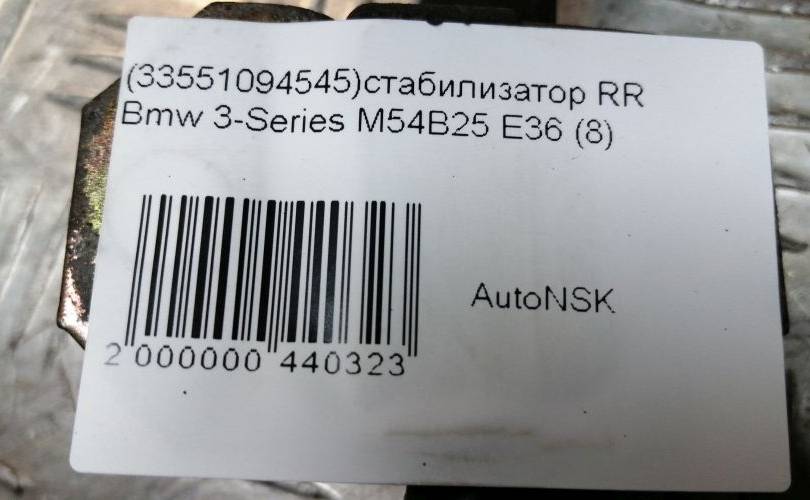 (33551094545)стабилизатор RR
Bmw 3-Series M54B25 E36 (8)
AutoNSK
2 000000 440323